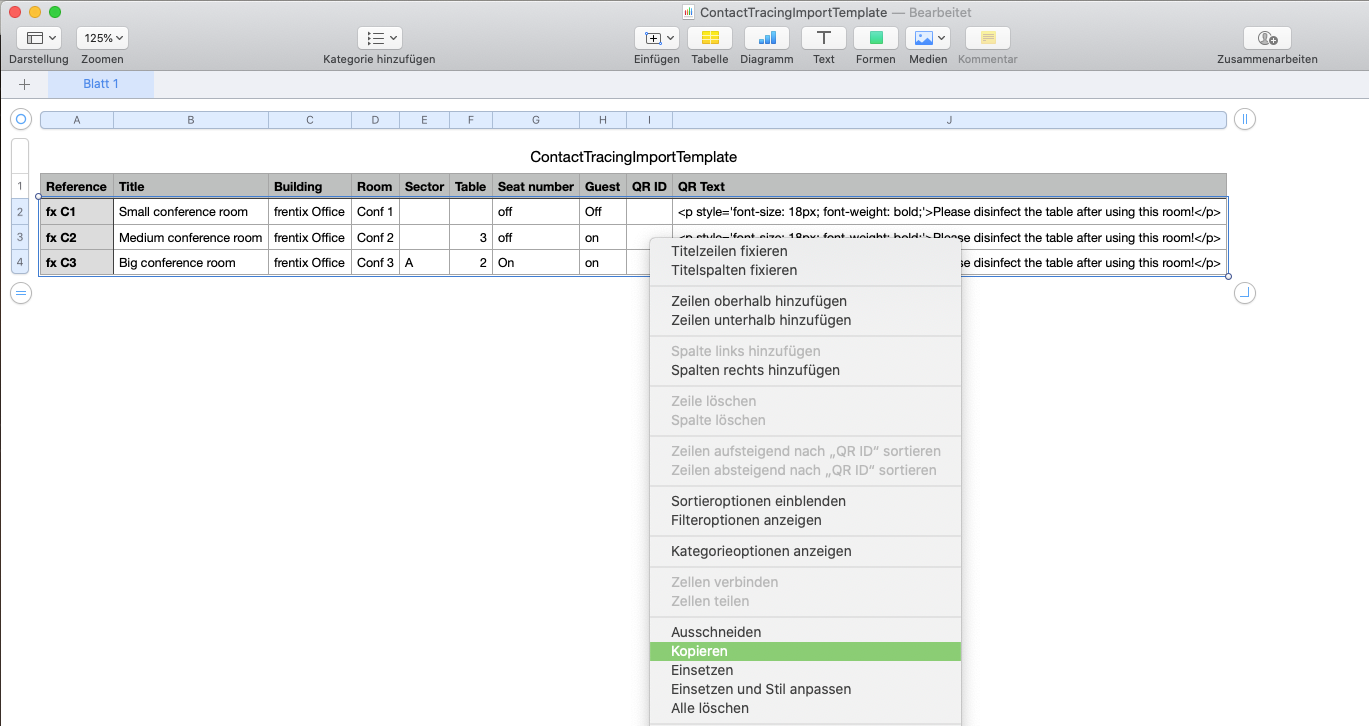 ContactTracingImportTemplate — Bearbeitet
125%
Darstellung Zoomen Kategorie hinzufügen Einfügen Tabelle Diagramm Text Formen Medien Kommentar Zusammenarbeiten
Blatt 1
A B C D E F G H I J
ContactTracingImportTemplate
1 Reference Title Building Room Sector Table Seat number Guest QR ID QR Text
2 fx C1 Small conference room frentix Office Conf 1 off Off <p style='font-size: 18px; font-weight: bold;'>Please disinfect the table after using this room!</p>
3 fx C2 Medium conference room frentix Office Conf 2 3 off on <p style='font-size: 18px; font-weight: bold;'>Please disinfect the table after using this room!</p>
4 fx C3 Big conference room frentix Office Conf 3 A 2 On on disinfect the table after using this room!</p>
Titelzeilen fixieren
Titelspalten fixieren
Zeilen oberhalb hinzufügen
Zeilen unterhalb hinzufügen
Spalte links hinzufügen
Spalten rechts hinzufügen
Zeile löschen
Spalte löschen
Zeilen aufsteigend nach „QR ID“ sortieren
Zeilen absteigend nach „QR ID“ sortieren
Sortieroptionen einblenden
Filteroptionen anzeigen
Kategorieoptionen anzeigen
Zellen verbinden
Zellen teilen
Ausschneiden
Kopieren
Einsetzen
Einsetzen und Stil anpassen
Alle löschen